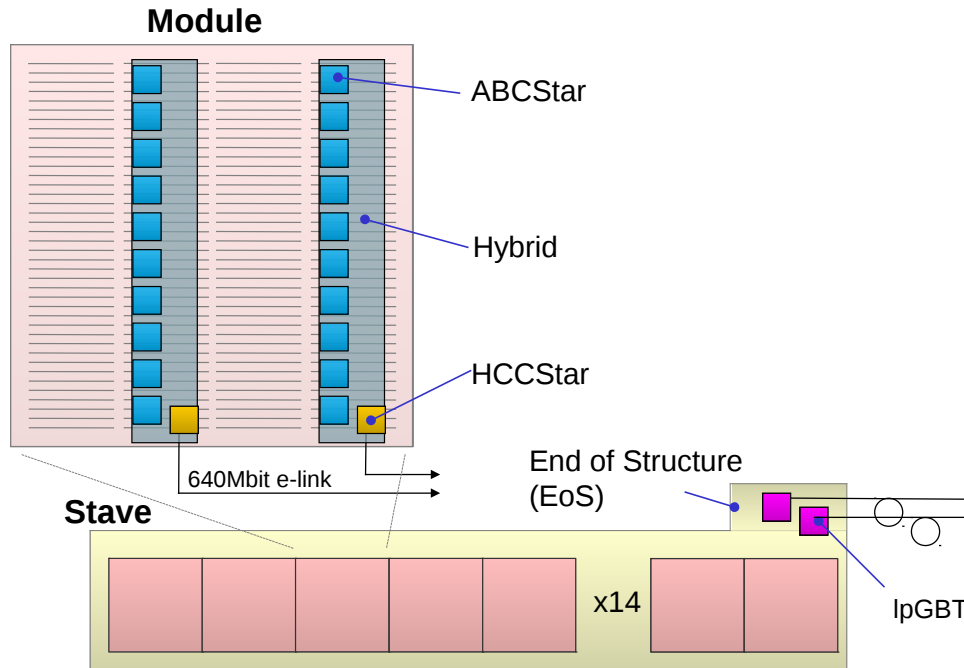 Module
ABCStar
Hybrid
HCCStar
640Mbit e-link
End of Structure
(EoS)
Stave
x14
lpGBT